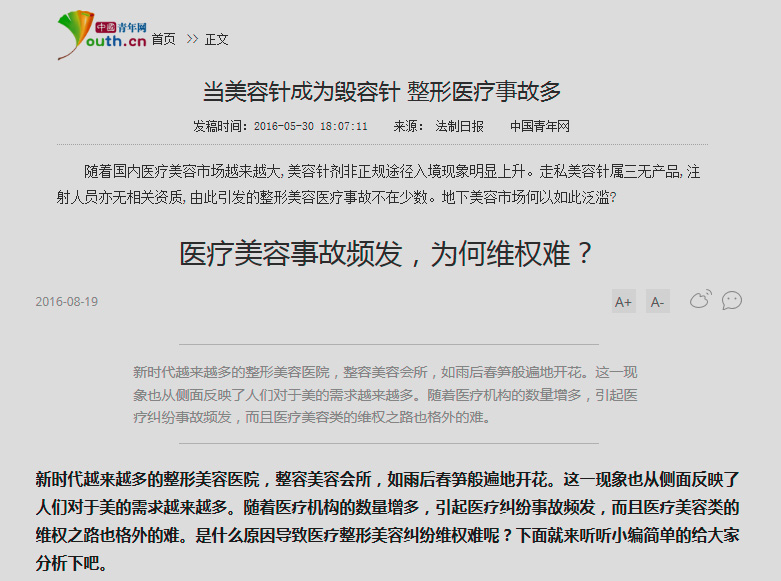 中國青年网
Youth.cn 首页 >> 正文
当美容针成为毁容针 整形医疗事故多
发稿时间：2016-05-30 18:07:11 来源： 法制日报 中国青年网
随着国内医疗美容市场越来越大,美容针剂非正规途径入境现象明显上升。走私美容针属三无产品,注
射人员亦无相关资质,由此引发的整形美容医疗事故不在少数。地下美容市场何以如此泛滥?
医疗美容事故频发，为何维权难？
2016-08-19 A+ A-
新时代越来越多的整形美容医院，整容美容会所，如雨后春笋般遍地开花。这一现
象也从侧面反映了人们对于美的需求越来越多。随着医疗机构的数量增多，引起医
疗纠纷事故频发，而且医疗美容类的维权之路也格外的难。
新时代越来越多的整形美容医院，整容美容会所，如雨后春笋般遍地开花。这一现象也从侧面反映了
人们对于美的需求越来越多。随着医疗机构的数量增多，引起医疗纠纷事故频发，而且医疗美容类的
维权之路也格外的难。是什么原因导致医疗整形美容纠纷维权难呢？下面就来听听小编简单的给大家
分析下吧。